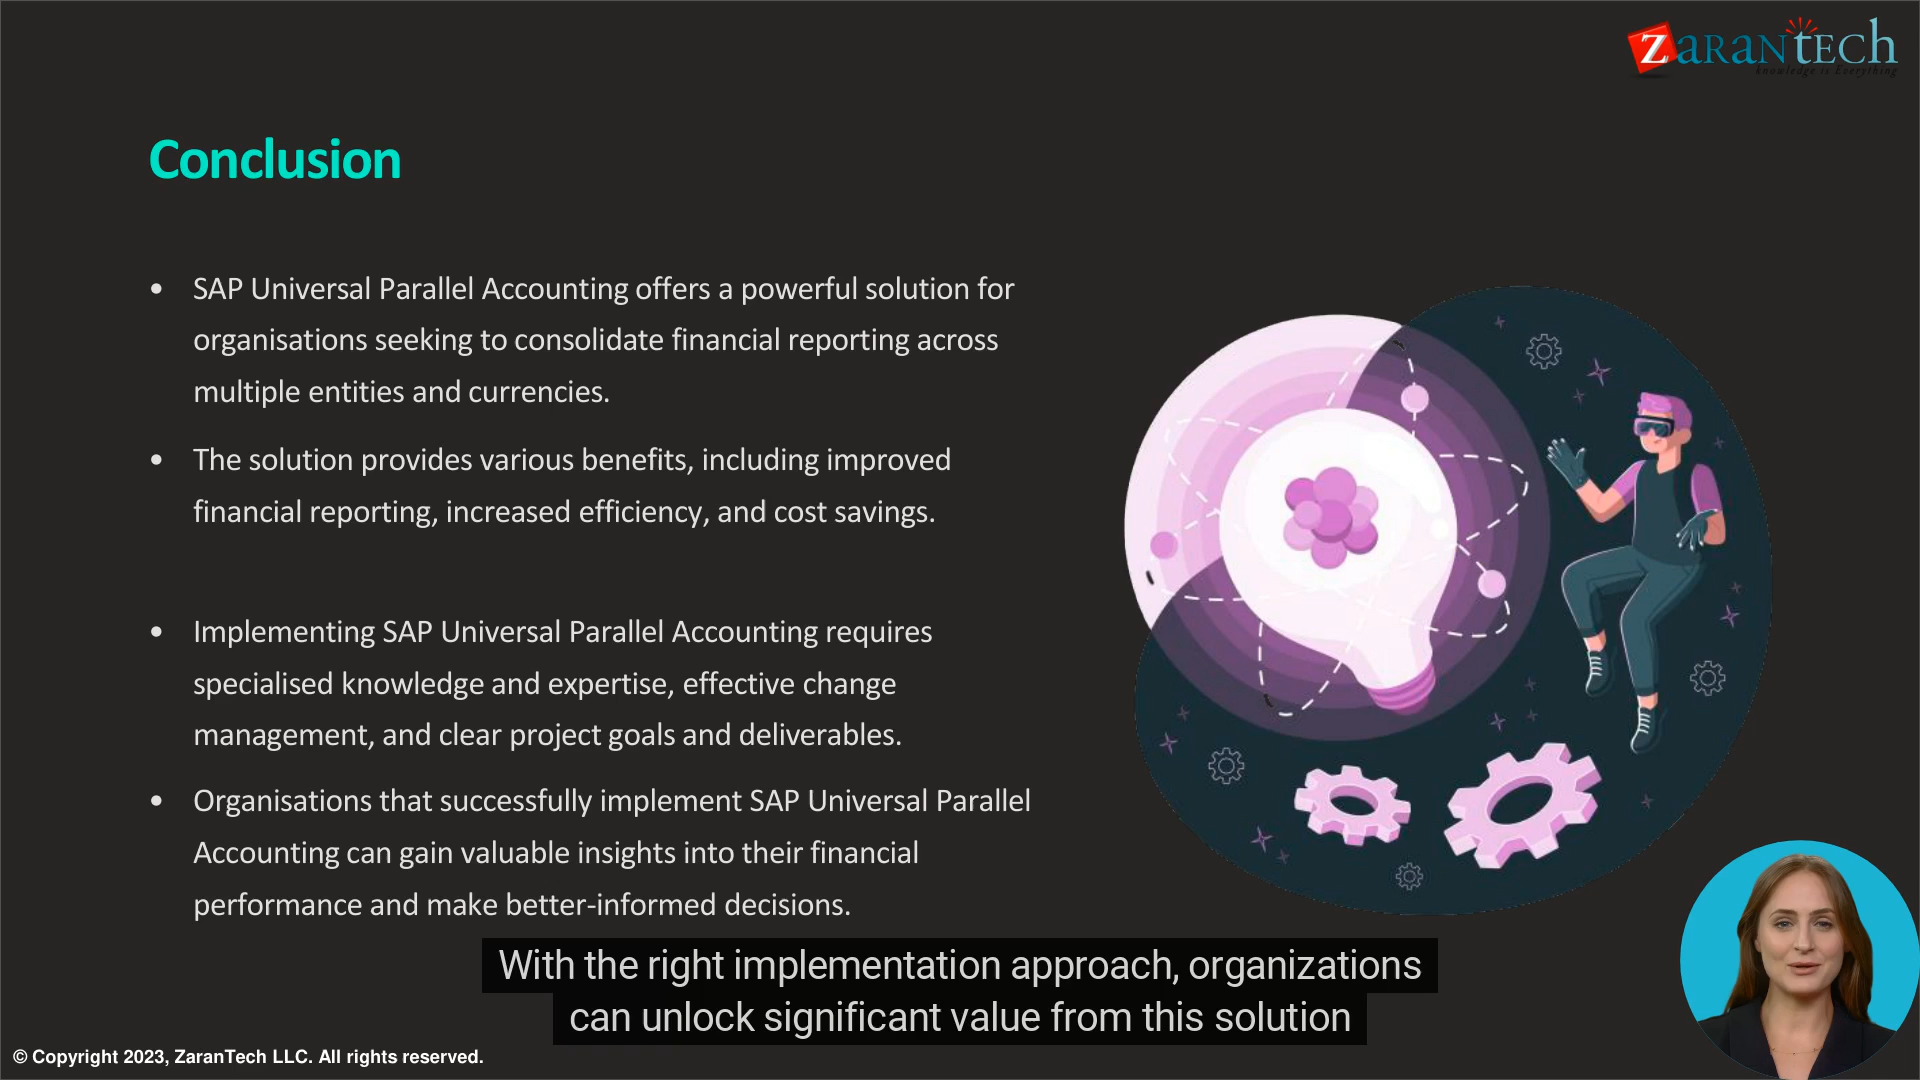 ZaranTech
knowledge is Everything
Conclusion
• SAP Universal Parallel Accounting offers a powerful solution for
organisations seeking to consolidate financial reporting across
multiple entities and currencies.
• The solution provides various benefits, including improved
financial reporting, increased efficiency, and cost savings.
• Implementing SAP Universal Parallel Accounting requires
specialised knowledge and expertise, effective change
management, and clear project goals and deliverables.
• Organisations that successfully implement SAP Universal Parallel
Accounting can gain valuable insights into their financial
performance and make better-informed decisions.
With the right implementation approach, organizations
can unlock significant value from this solution
© Copyright 2023, ZaranTech LLC. All rights reserved.